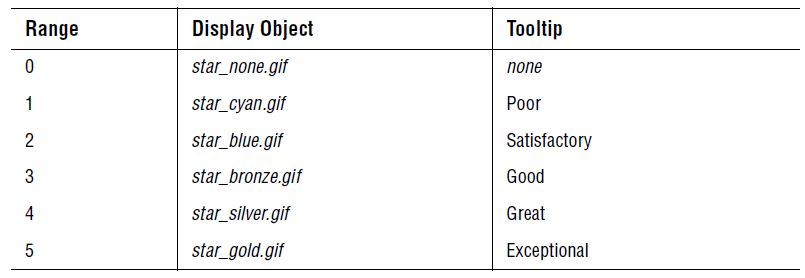 Range Display Object Tooltip
0 star_none.gif none
1 star_cyan.gif Poor
2 star_blue.gif Satisfactory
3 star_bronze.gif Good
4 star_silver.gif Great
5 star_gold.gif Exceptional